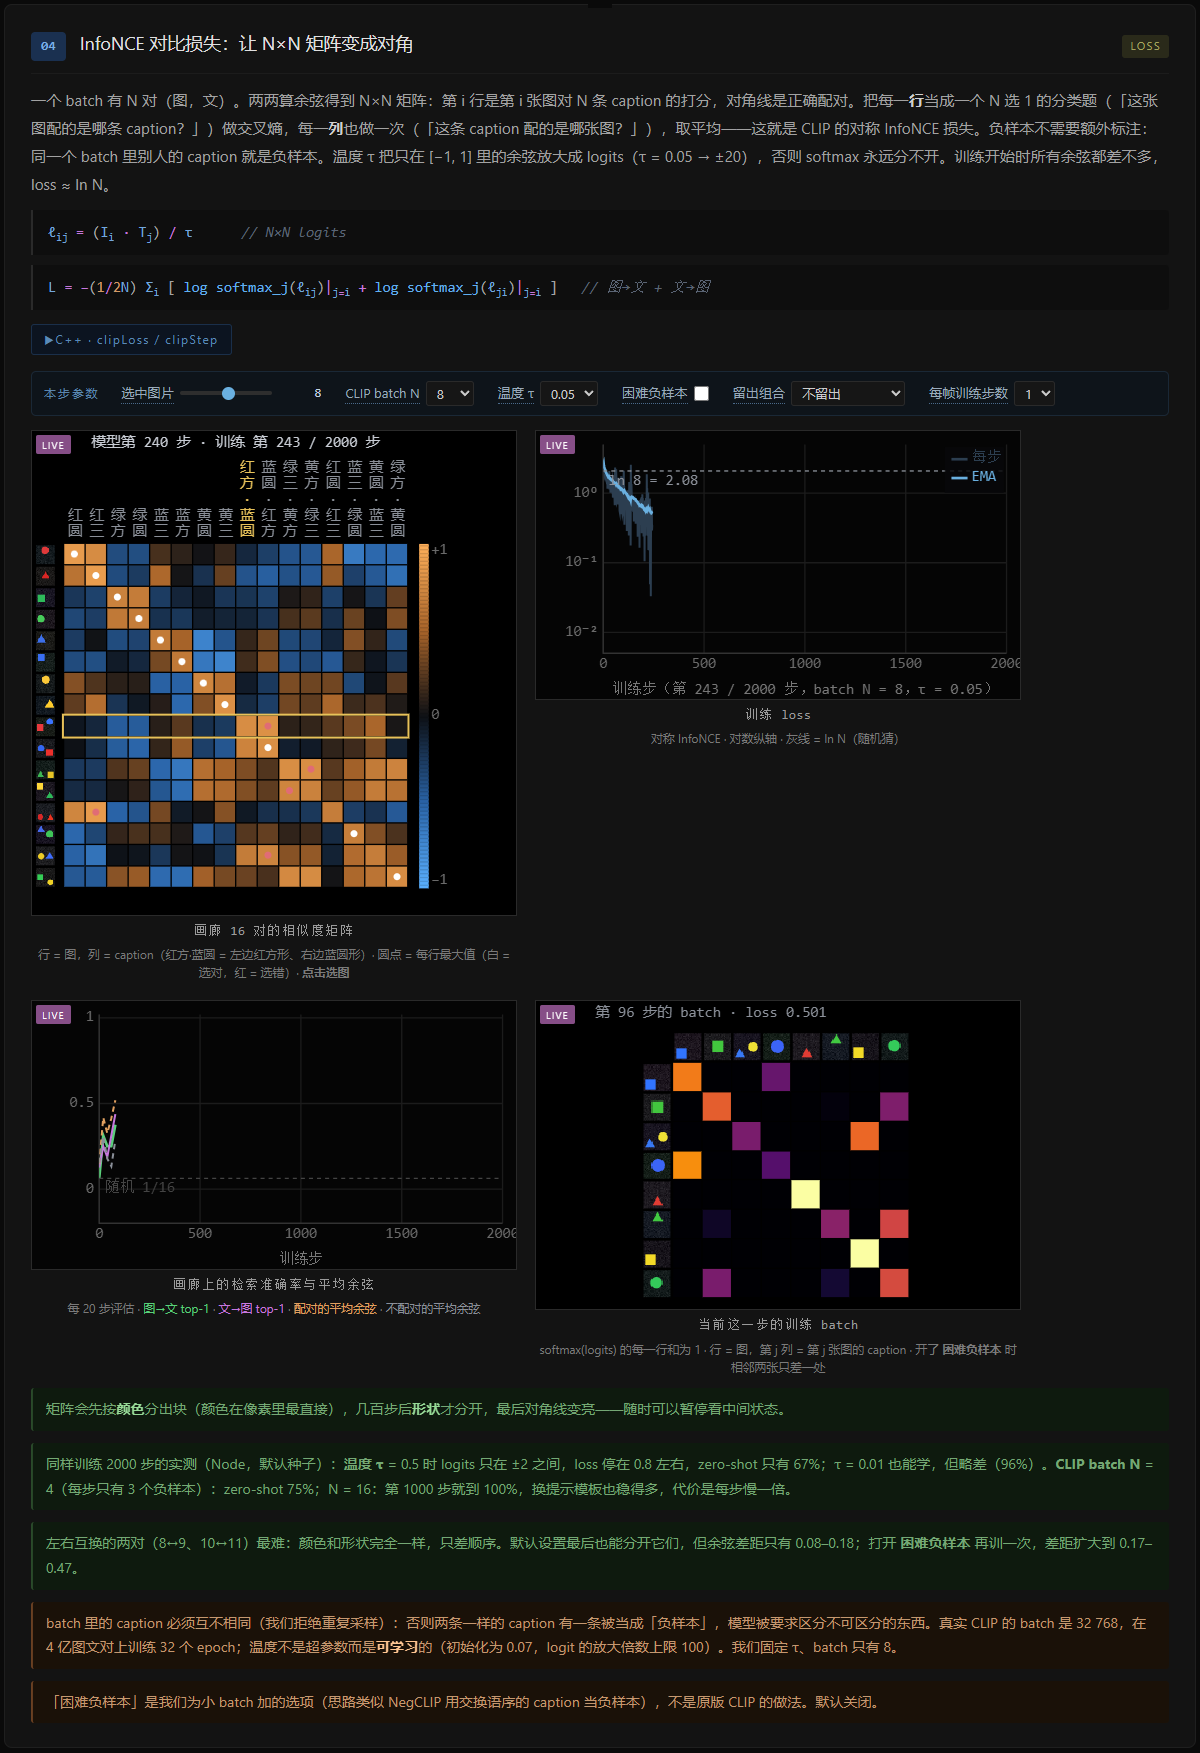 04 InfoNCE 对比损失：让 N×N 矩阵变成对角 LOSS
一个 batch 有 N 对（图，文）。两两算余弦得到 N×N 矩阵：第 i 行是第 i 张图对 N 条 caption 的打分，对角线是正确配对。把每一行当成一个 N 选 1 的分类题（「这张
图配的是哪条 caption？」）做交叉熵，每一列也做一次（「这条 caption 配的是哪张图？」），取平均——这就是 CLIP 的对称 InfoNCE 损失。负样本不需要额外标注：
同一个 batch 里别人的 caption 就是负样本。温度 τ 把只在 [−1, 1] 里的余弦放大成 logits（τ = 0.05 → ±20），否则 softmax 永远分不开。训练开始时所有余弦都差不多，
loss ≈ ln N。
ℓij = (Ii · Tj) / τ // N×N logits
L = −(1/2N) Σi [ log softmax_j(ℓij)|j=i + log softmax_j(ℓji)|j=i ] // 图→文 + 文→图
▶C++ · clipLoss / clipStep
本步参数 选中图片 8 CLIP batch N 8 温度 τ 0.05 困难负样本 留出组合 不留出 每帧训练步数 1
LIVE 模型第 240 步 · 训练 第 243 / 2000 步
红圆 红三 绿方 绿圆 蓝三 蓝方 黄圆 黄三 红方·蓝圆 蓝圆·红方 绿三·黄方 黄方·绿三 红圆·红三 蓝三·绿圆 黄圆·蓝三 绿方·黄圆
+1
0
−1
画廊 16 对的相似度矩阵
行 = 图，列 = caption（红方·蓝圆 = 左边红方形、右边蓝圆形）· 圆点 = 每行最大值（白 =
选对，红 = 选错）· 点击选图
LIVE
每步
EMA
ln 8 = 2.08
10⁰
10⁻¹
10⁻²
0 500 1000 1500 2000
训练步（第 243 / 2000 步，batch N = 8，τ = 0.05）
训练 loss
对称 InfoNCE · 对数纵轴 · 灰线 = ln N（随机猜）
LIVE
1
0.5
0
随机 1/16
0 500 1000 1500 2000
训练步
画廊上的检索准确率与平均余弦
每 20 步评估 · 图→文 top-1 · 文→图 top-1 · 配对的平均余弦 · 不配对的平均余弦
LIVE 第 96 步的 batch · loss 0.501
当前这一步的训练 batch
softmax(logits) 的每一行和为 1 · 行 = 图，第 j 列 = 第 j 张图的 caption · 开了 困难负样本 时
相邻两张只差一处
矩阵会先按颜色分出块（颜色在像素里最直接），几百步后形状才分开，最后对角线变亮——随时可以暂停看中间状态。
同样训练 2000 步的实测（Node，默认种子）：温度 τ = 0.5 时 logits 只在 ±2 之间，loss 停在 0.8 左右，zero-shot 只有 67%；τ = 0.01 也能学，但略差（96%）。CLIP batch N =
4（每步只有 3 个负样本）：zero-shot 75%；N = 16：第 1000 步就到 100%，换提示模板也稳得多，代价是每步慢一倍。
左右互换的两对（8↔9、10↔11）最难：颜色和形状完全一样，只差顺序。默认设置最后也能分开它们，但余弦差距只有 0.08–0.18；打开 困难负样本 再训一次，差距扩大到 0.17–
0.47。
batch 里的 caption 必须互不相同（我们拒绝重复采样）：否则两条一样的 caption 有一条被当成「负样本」，模型被要求区分不可区分的东西。真实 CLIP 的 batch 是 32 768，在
4 亿图文对上训练 32 个 epoch；温度不是超参数而是可学习的（初始化为 0.07，logit 的放大倍数上限 100）。我们固定 τ、batch 只有 8。
「困难负样本」是我们为小 batch 加的选项（思路类似 NegCLIP 用交换语序的 caption 当负样本），不是原版 CLIP 的做法。默认关闭。